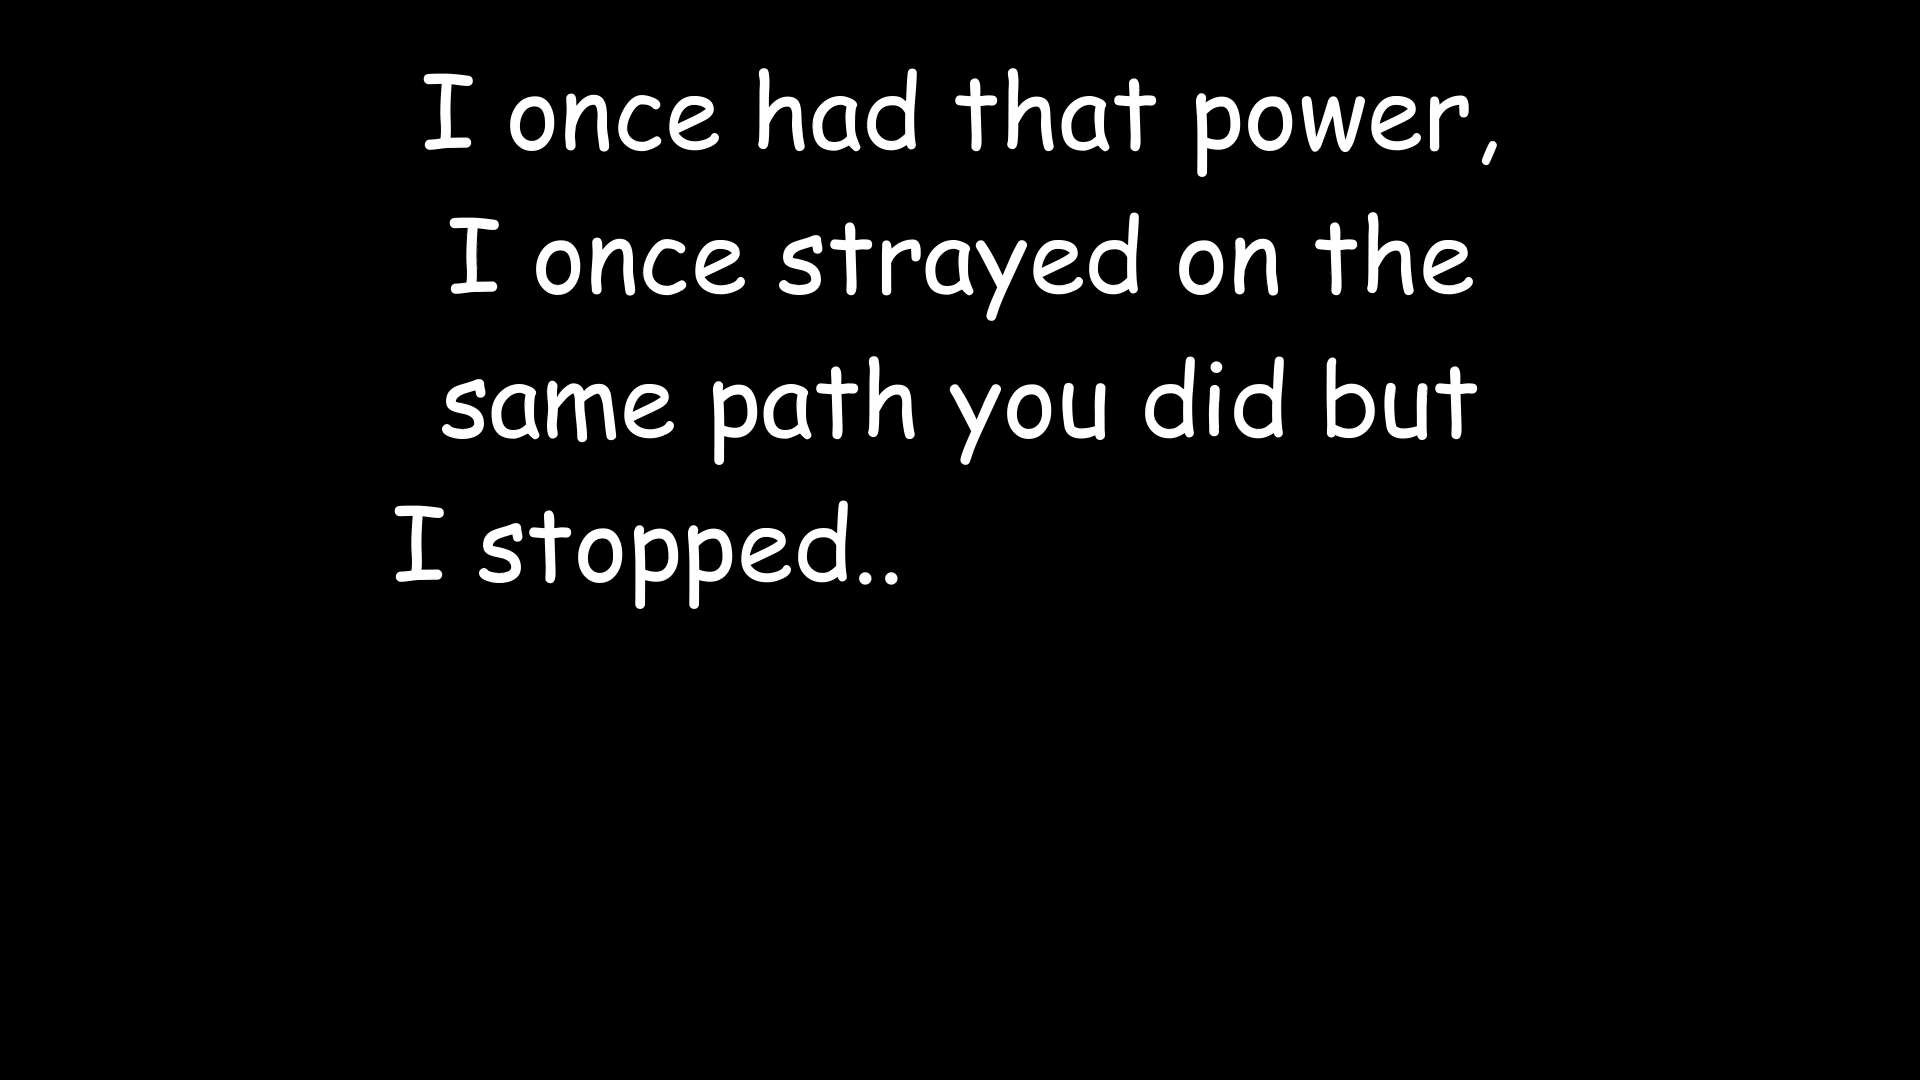 I once had that power,
I once strayed on the
same path you did but
I stopped..